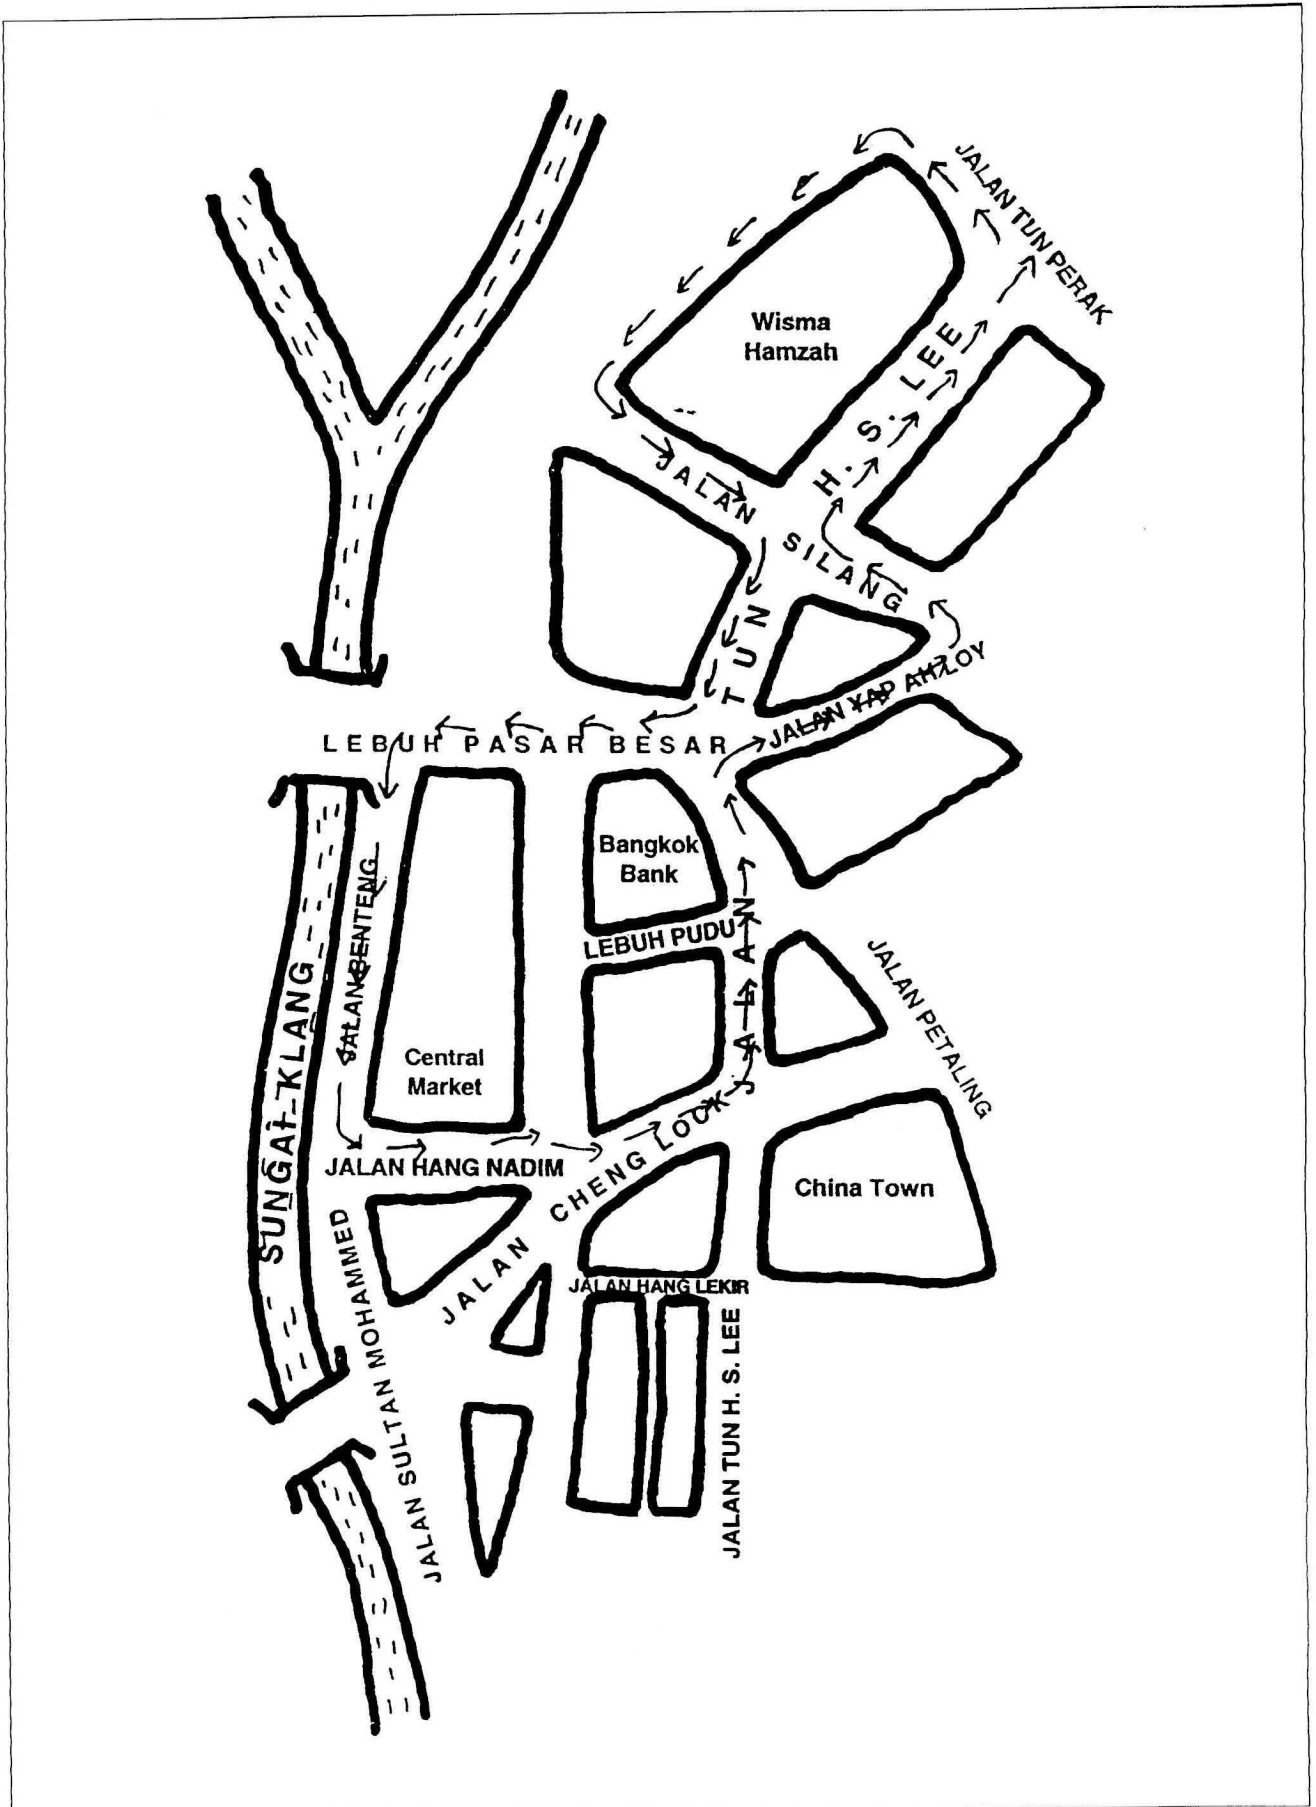 JALAN TUN PERAK
Wisma
Hamzah
JALAN TUN H. S. LEE
JALAN SILANG
JALAN YAP AH LOY
LEBUH PASAR BESAR
Bangkok
Bank
LEBUH PUDU
JALAN PETALING
JALAN BENTENG
SUNGAI KLANG
Central
Market
JALAN HANG NADIM
JALAN CHENG LOCK
China Town
JALAN SULTAN MOHAMMED
JALAN HANG LEKIR
JALAN TUN H. S. LEE